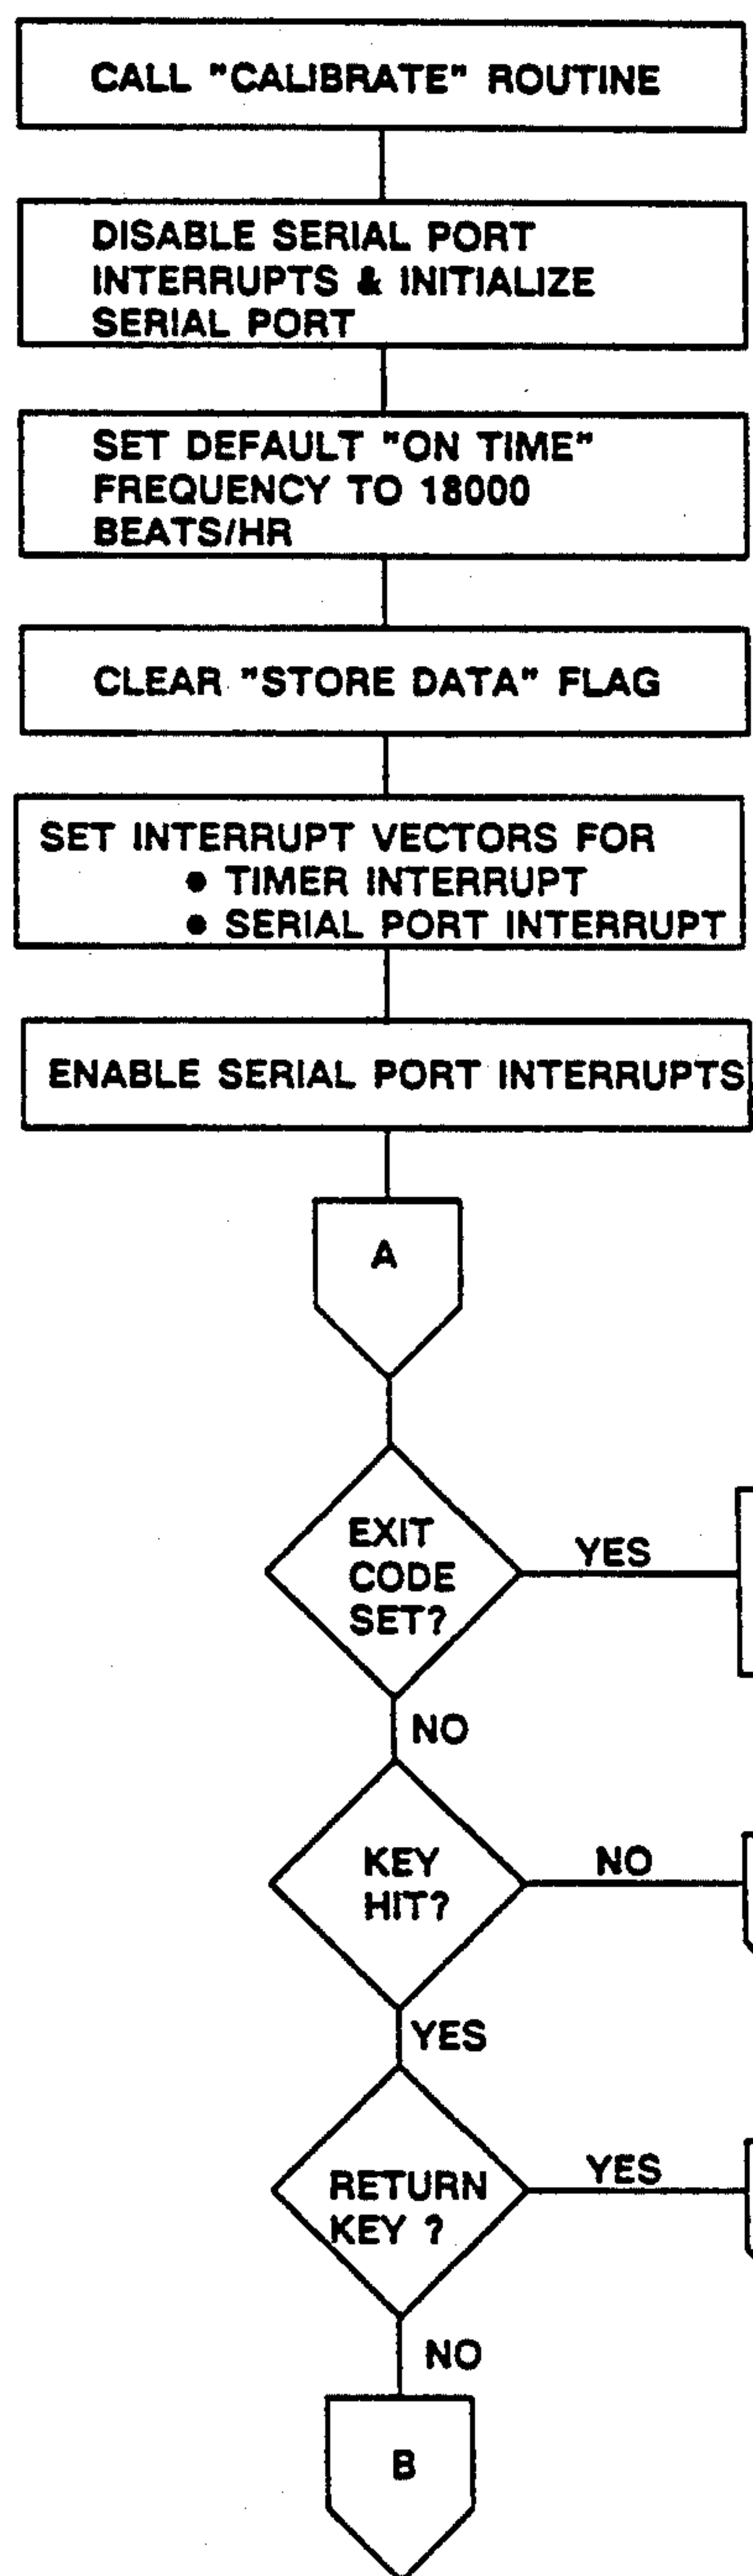 CALL "CALIBRATE" ROUTINE
DISABLE SERIAL PORT
INTERRUPTS & INITIALIZE
SERIAL PORT
SET DEFAULT "ON TIME"
FREQUENCY TO 18000
BEATS/HR
CLEAR "STORE DATA" FLAG
SET INTERRUPT VECTORS FOR
● TIMER INTERRUPT
● SERIAL PORT INTERRUPT
ENABLE SERIAL PORT INTERRUPTS
A
EXIT
CODE
SET?
YES
NO
KEY
HIT?
NO
YES
RETURN
KEY ?
YES
NO
B